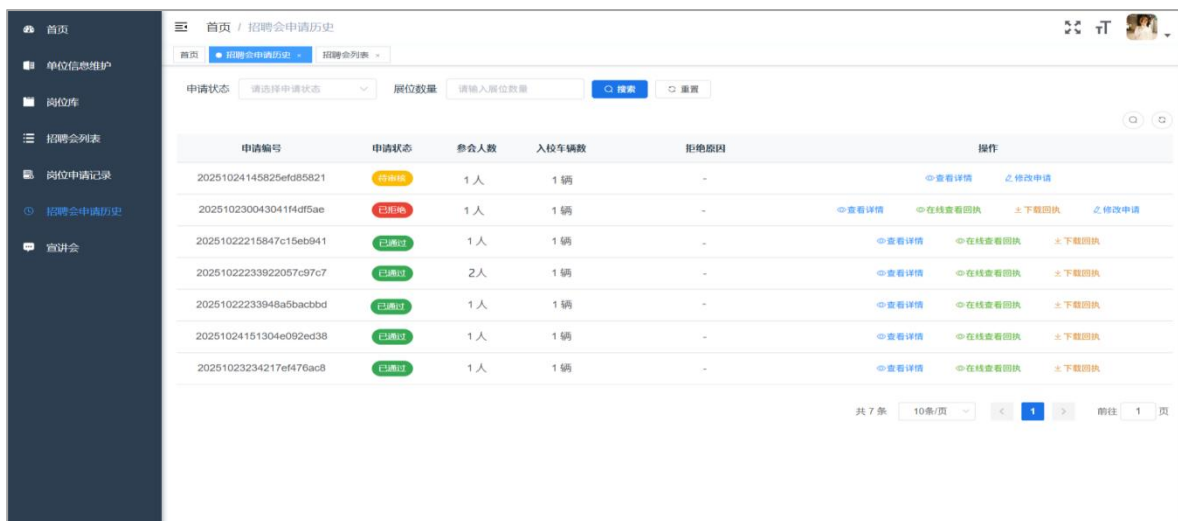 首页
单位信息维护
岗位库
招聘会列表
岗位申请记录
招聘会申请历史
宣讲会
首页 / 招聘会申请历史
首页 招聘会申请历史 × 招聘会列表 ×
申请状态 请选择申请状态 展位数量 请输入展位数量 搜索 重置
申请编号 申请状态 参会人数 入校车辆数 拒绝原因 操作
20251024145825efd85821 待审核 1人 1辆 - 查看详情 修改申请
202510230043041f4df5ae 已拒绝 1人 1辆 - 查看详情 在线查看回执 下载回执 修改申请
20251022215847c15eb941 已通过 1人 1辆 - 查看详情 在线查看回执 下载回执
20251022233922057c97c7 已通过 2人 1辆 - 查看详情 在线查看回执 下载回执
20251022233948a5bacbbd 已通过 1人 1辆 - 查看详情 在线查看回执 下载回执
20251024151304e092ed38 已通过 1人 1辆 - 查看详情 在线查看回执 下载回执
20251023234217ef476ac8 已通过 1人 1辆 - 查看详情 在线查看回执 下载回执
共 7 条 10条/页 < 1 > 前往 1 页